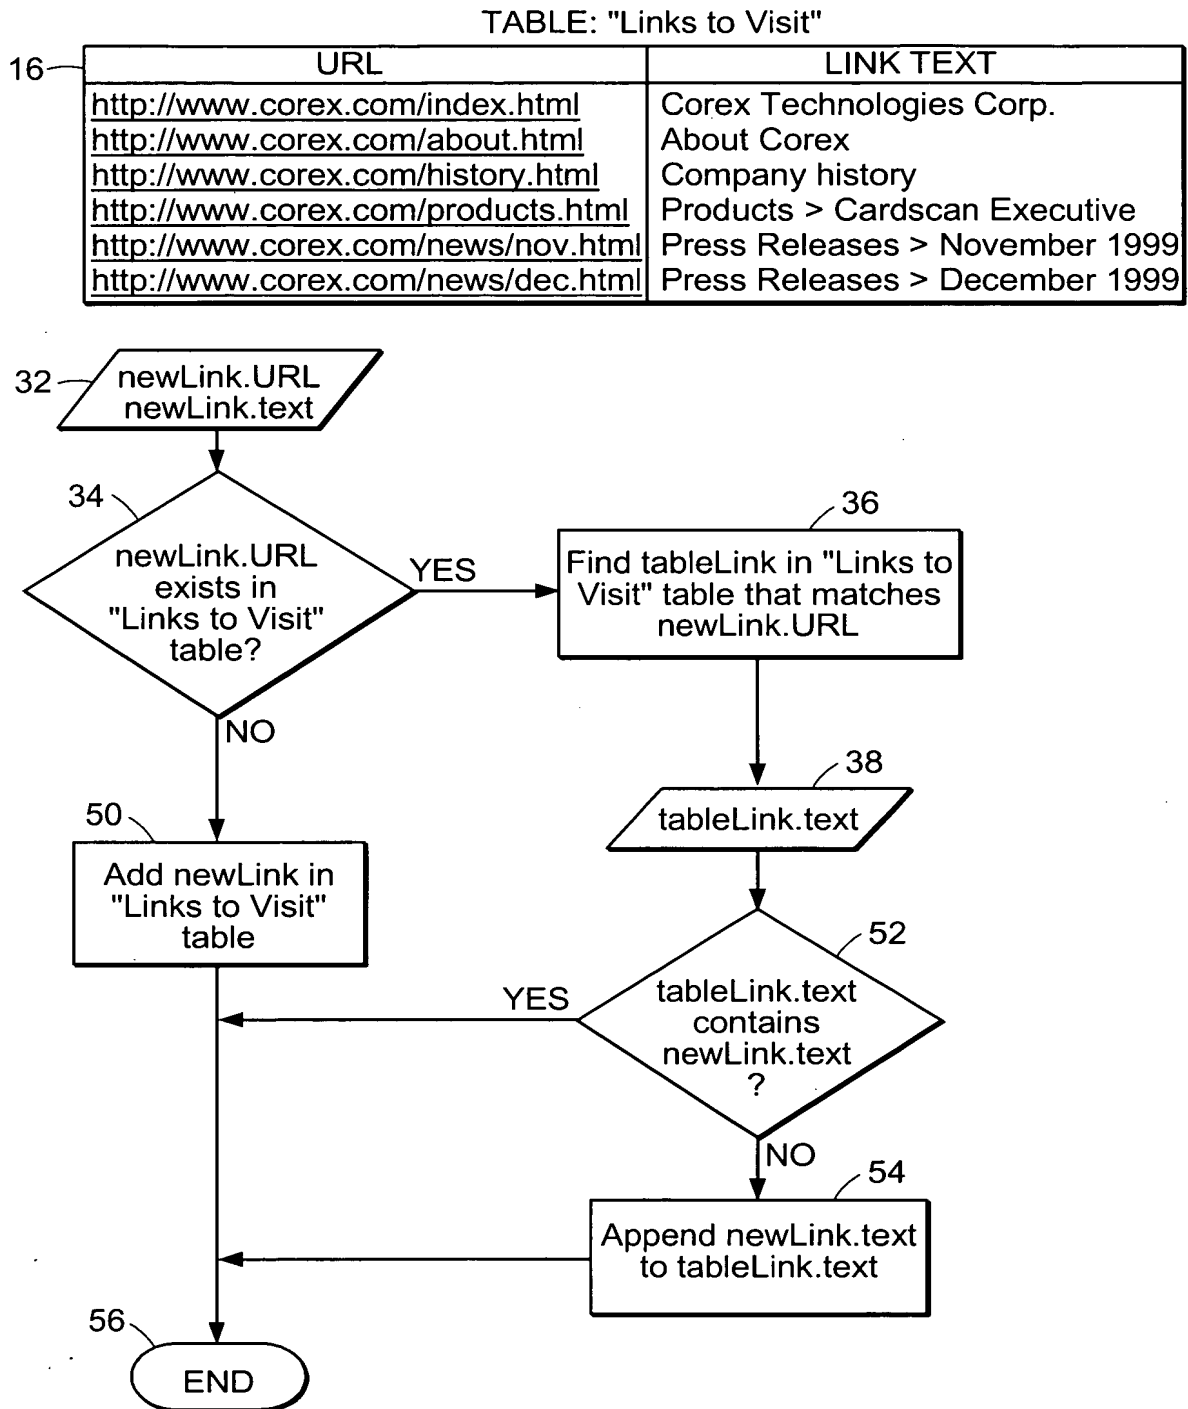 TABLE: "Links to Visit"
16
URL
LINK TEXT
http://www.corex.com/index.html
Corex Technologies Corp.
http://www.corex.com/about.html
About Corex
http://www.corex.com/history.html
Company history
http://www.corex.com/products.html
Products > Cardscan Executive
http://www.corex.com/news/nov.html
Press Releases > November 1999
http://www.corex.com/news/dec.html
Press Releases > December 1999
32
newLink.URL
newLink.text
34
newLink.URL
exists in
"Links to Visit"
table?
YES
NO
36
Find tableLink in "Links to
Visit" table that matches
newLink.URL
38
tableLink.text
50
Add newLink in
"Links to Visit"
table
52
tableLink.text
contains
newLink.text
?
YES
NO
54
Append newLink.text
to tableLink.text
56
END